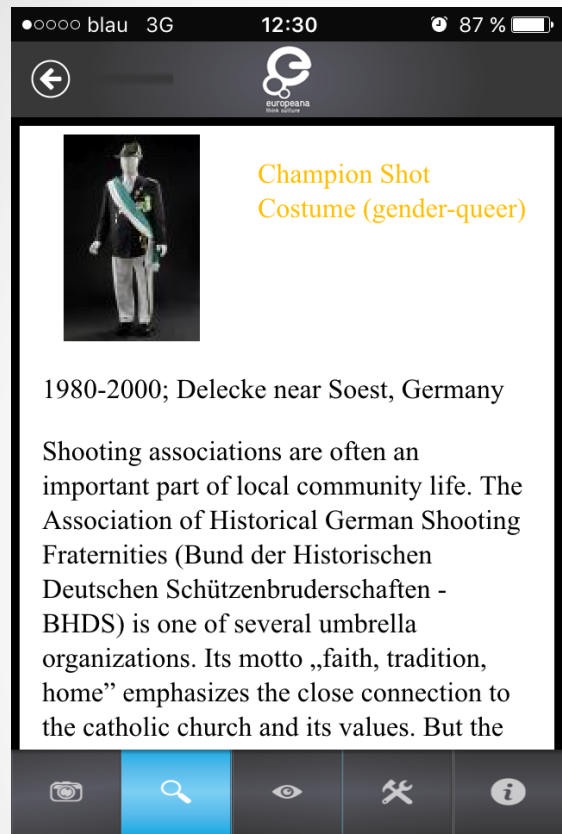 blau 3G 12:30 87 %
europeana
think culture
Champion Shot
Costume (gender-queer)
1980-2000; Delecke near Soest, Germany
Shooting associations are often an
important part of local community life. The
Association of Historical German Shooting
Fraternities (Bund der Historischen
Deutschen Schützenbruderschaften -
BHDS) is one of several umbrella
organizations. Its motto „faith, tradition,
home” emphasizes the close connection to
the catholic church and its values. But the